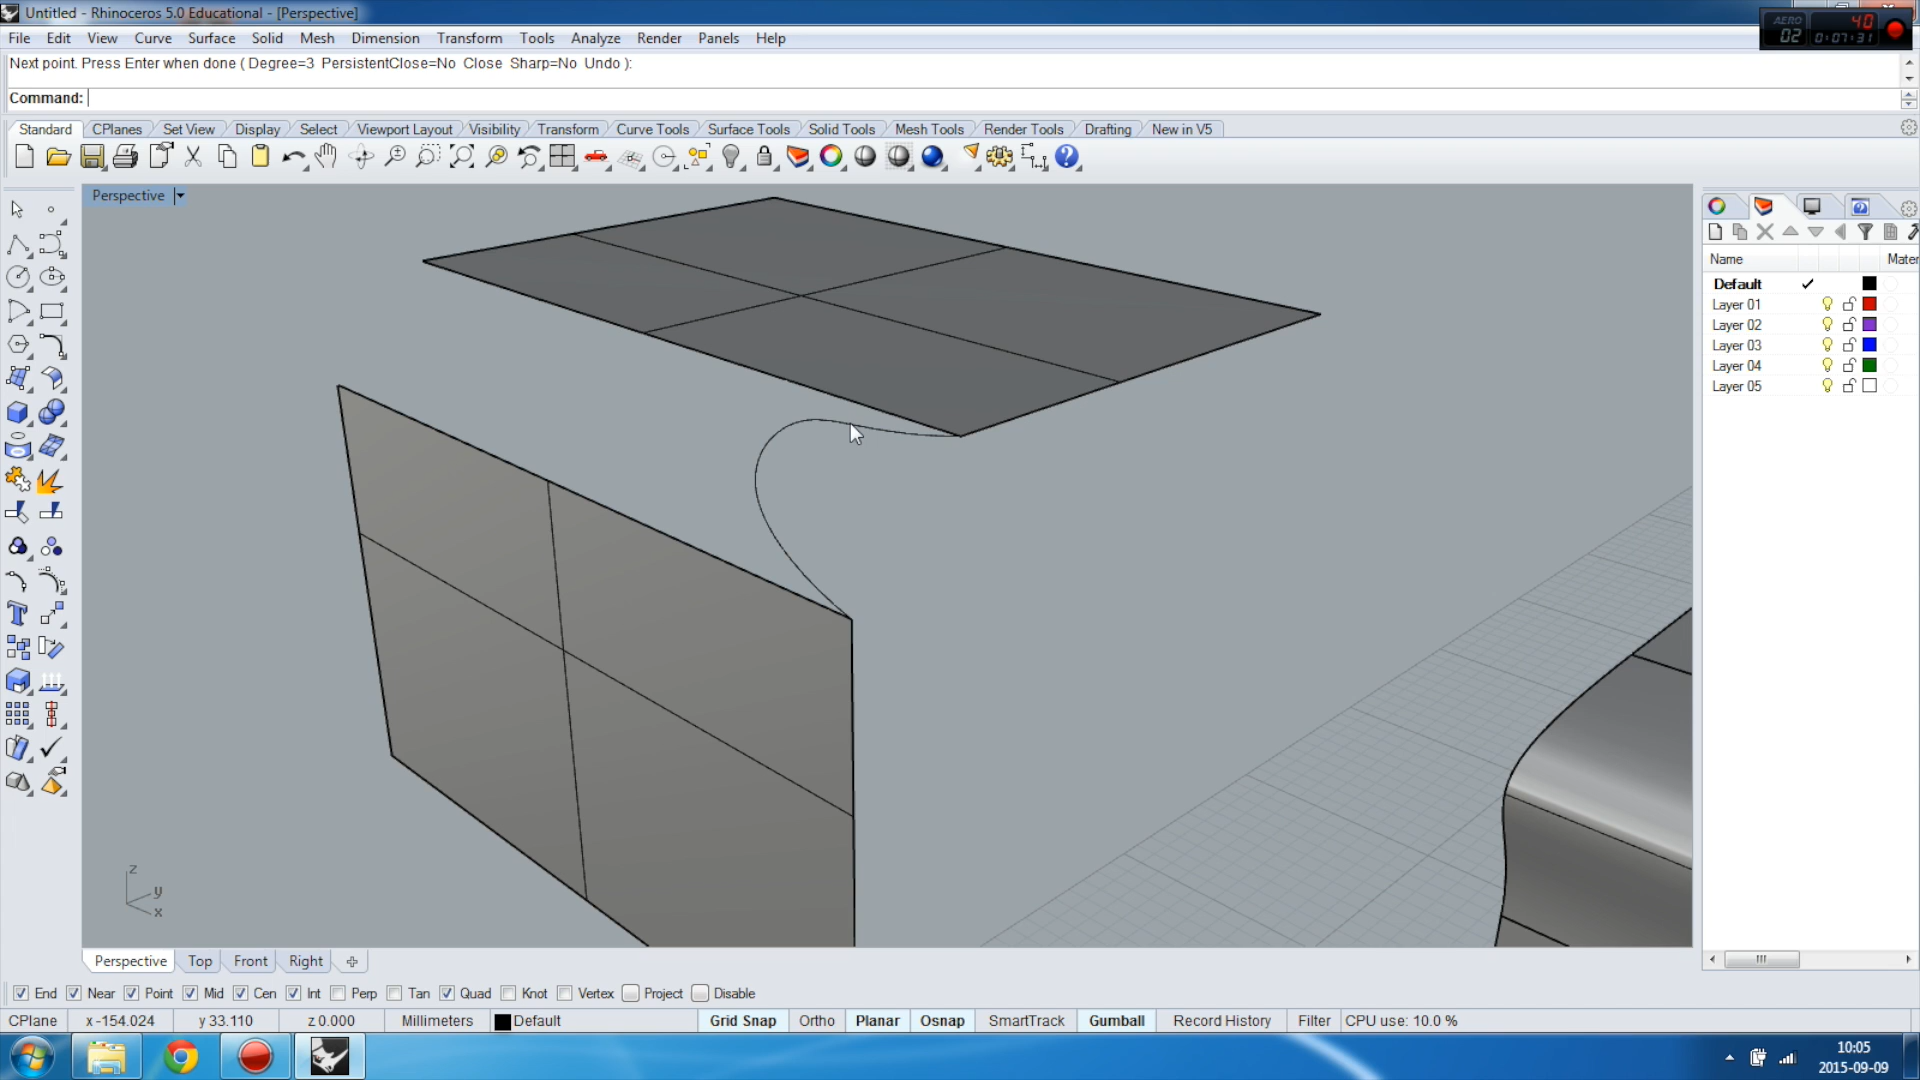 Untitled - Rhinoceros 5.0 Educational - [Perspective]
AERO 02 40 0:07:31
File Edit View Curve Surface Solid Mesh Dimension Transform Tools Analyze Render Panels Help
Next point. Press Enter when done ( Degree=3 PersistentClose=No Close Sharp=No Undo ):
Command:
Standard CPlanes Set View Display Select Viewport Layout Visibility Transform Curve Tools Surface Tools Solid Tools Mesh Tools Render Tools Drafting New in V5
Perspective
Name Mater
Default
Layer 01
Layer 02
Layer 03
Layer 04
Layer 05
z
y
x
Perspective Top Front Right
End Near Point Mid Cen Int Perp Tan Quad Knot Vertex Project Disable
CPlane x -154.024 y 33.110 z 0.000 Millimeters Default Grid Snap Ortho Planar Osnap SmartTrack Gumball Record History Filter CPU use: 10.0 %
10:05
2015-09-09